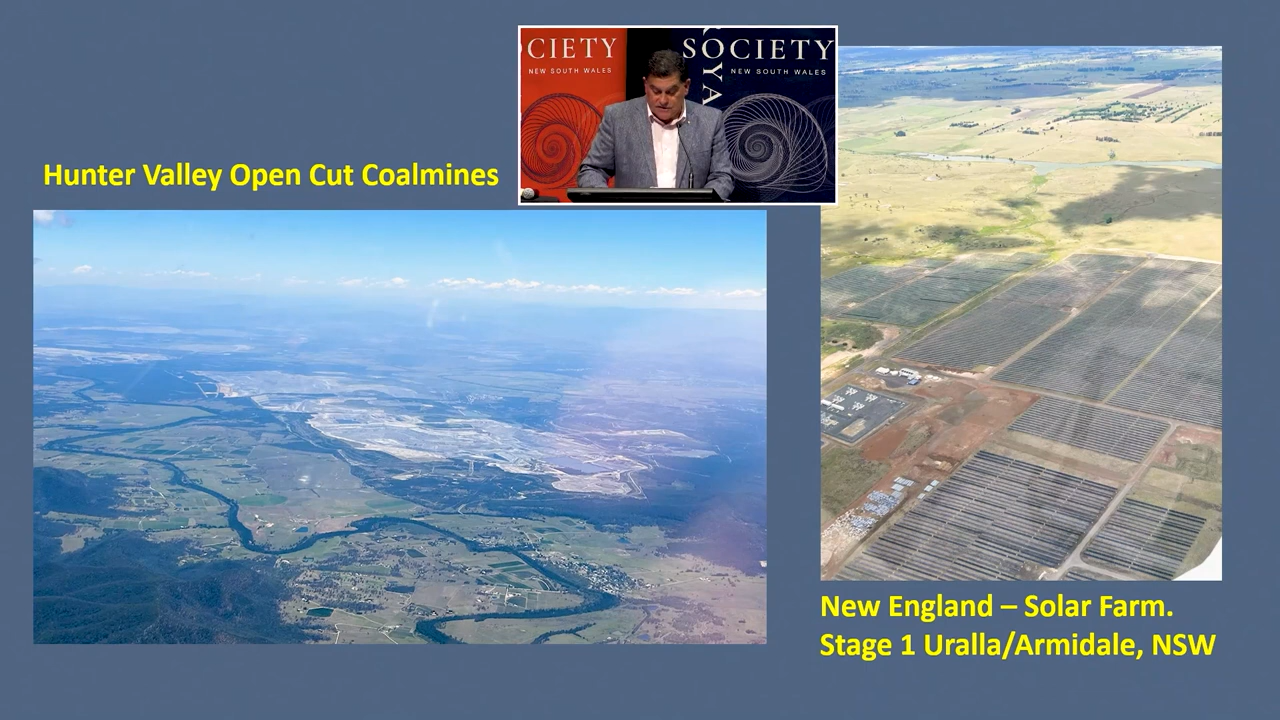 CIETY
NEW SOUTH WALES
SOCIETY
NEW SOUTH WALES
OYA
Hunter Valley Open Cut Coalmines
New England – Solar Farm.
Stage 1 Uralla/Armidale, NSW